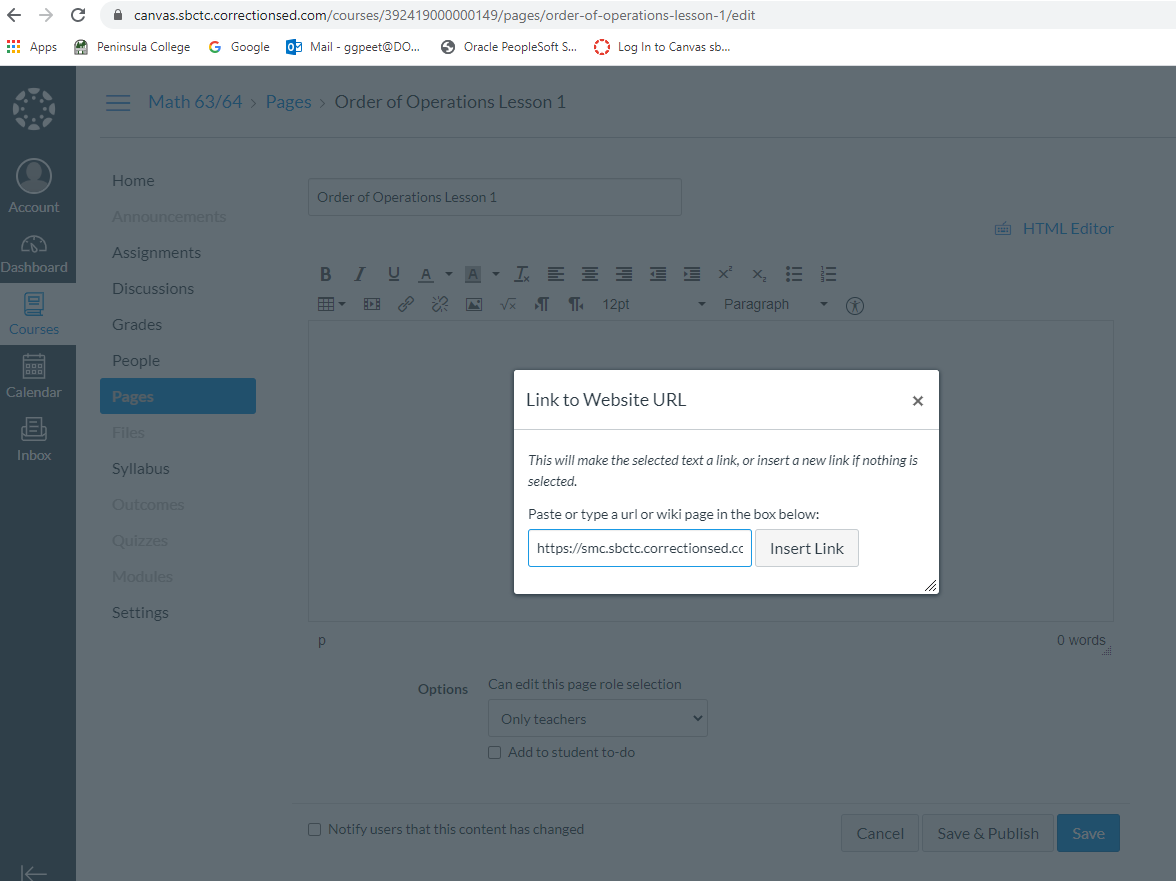 canvas.sbctc.correctionsed.com/courses/392419000000149/pages/order-of-operations-lesson-1/edit
Apps Peninsula College Google Mail - ggpeet@DO... Oracle PeopleSoft S... Log In to Canvas sb...
Math 63/64 › Pages › Order of Operations Lesson 1
Account
Dashboard
Courses
Calendar
Inbox
Home
Announcements
Assignments
Discussions
Grades
People
Pages
Files
Syllabus
Outcomes
Quizzes
Modules
Settings
Order of Operations Lesson 1
HTML Editor
12pt Paragraph
Link to Website URL ×
This will make the selected text a link, or insert a new link if nothing is
selected.
Paste or type a url or wiki page in the box below:
https://smc.sbctc.correctionsed.cc Insert Link
p 0 words
Options Can edit this page role selection
Only teachers
Add to student to-do
Notify users that this content has changed
Cancel Save & Publish Save